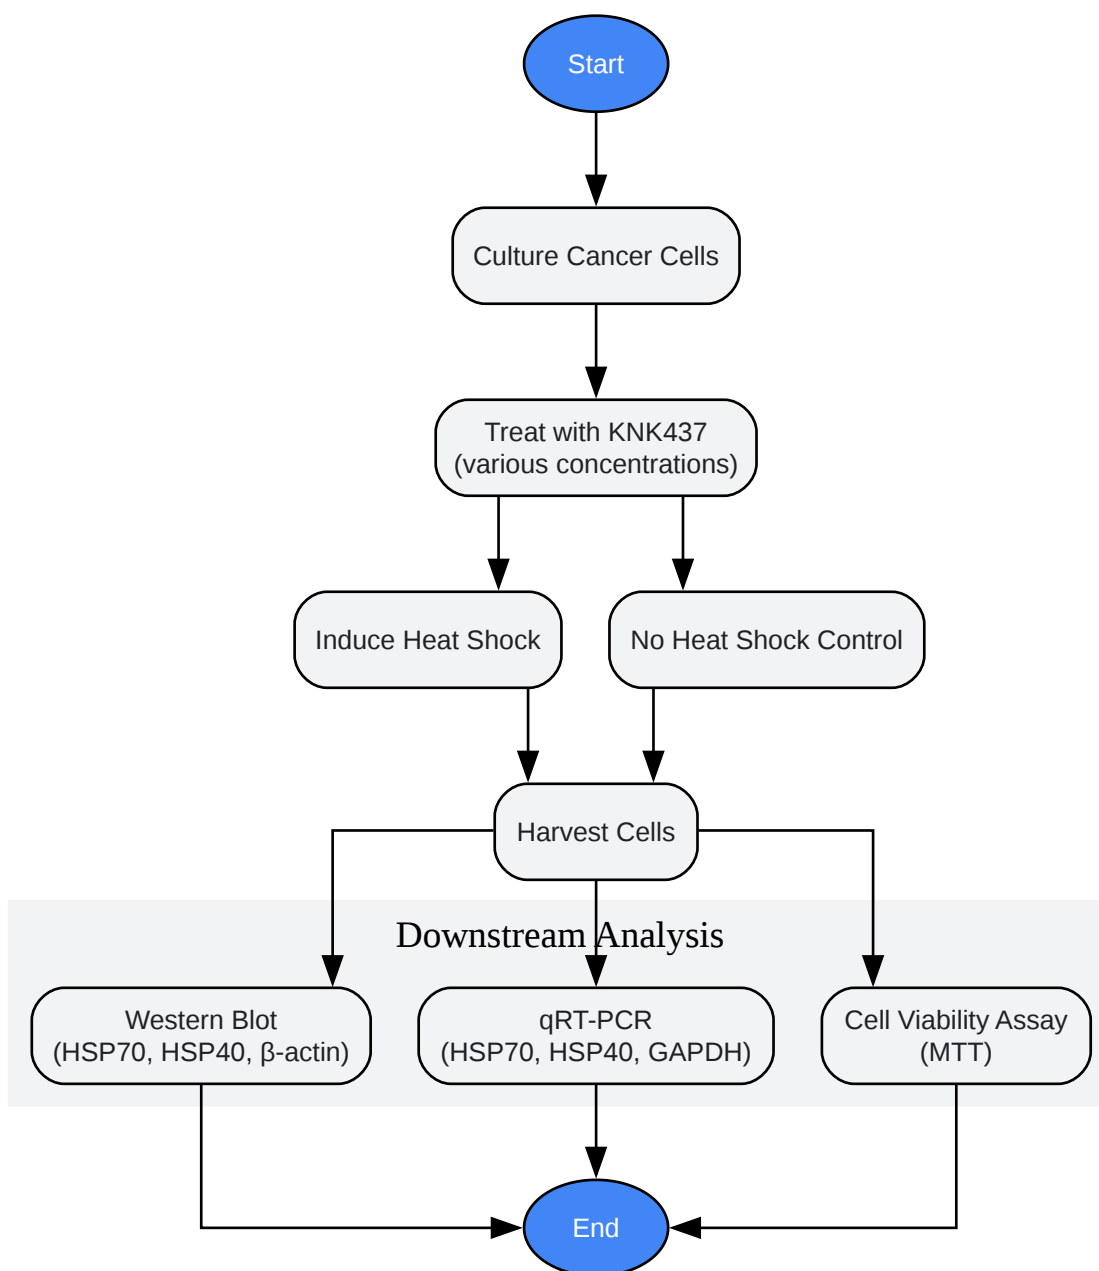 Start
Culture Cancer Cells
Treat with KNK437
(various concentrations)
Induce Heat Shock
No Heat Shock Control
Harvest Cells
Downstream Analysis
Western Blot
(HSP70, HSP40, β-actin)
qRT-PCR
(HSP70, HSP40, GAPDH)
Cell Viability Assay
(MTT)
End